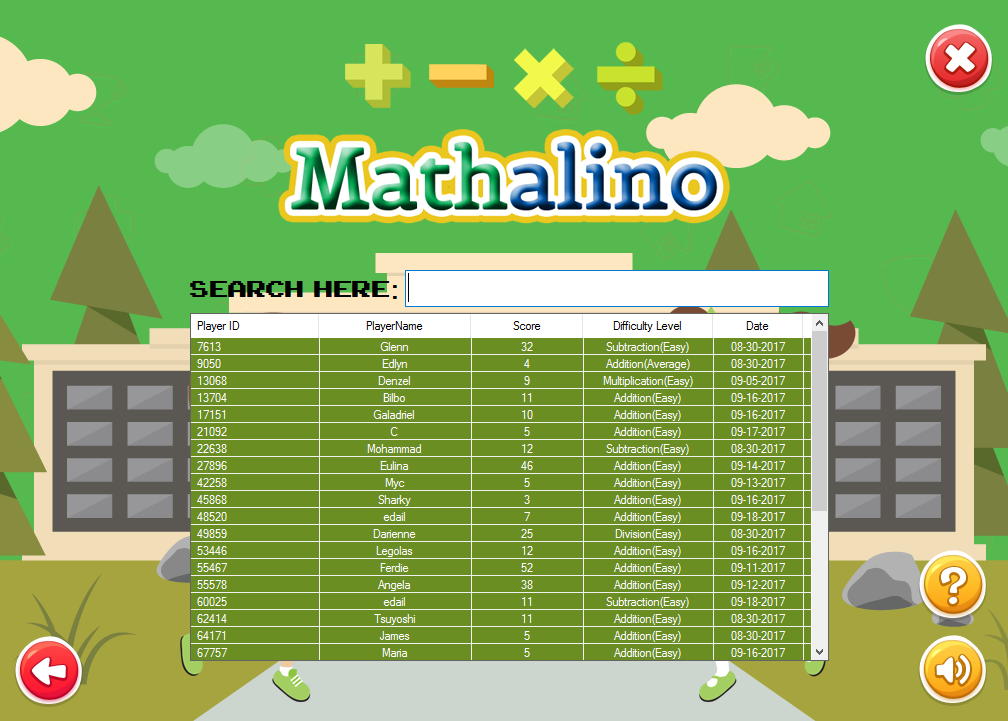 Mathalino
SEARCH HERE:
Player ID PlayerName Score Difficulty Level Date
7613 Glenn 32 Subtraction(Easy) 08-30-2017
9050 Edlyn 4 Addition(Average) 08-30-2017
13068 Denzel 9 Multiplication(Easy) 09-05-2017
13704 Bilbo 11 Addition(Easy) 09-16-2017
17151 Galadriel 10 Addition(Easy) 09-16-2017
21092 C 5 Addition(Easy) 09-17-2017
22638 Mohammad 12 Subtraction(Easy) 08-30-2017
27896 Eulina 46 Addition(Easy) 09-14-2017
42258 Myc 5 Addition(Easy) 09-13-2017
45868 Sharky 3 Addition(Easy) 09-16-2017
48520 edail 7 Addition(Easy) 09-18-2017
49859 Darienne 25 Division(Easy) 08-30-2017
53446 Legolas 12 Addition(Easy) 09-16-2017
55467 Ferdie 52 Addition(Easy) 09-11-2017
55578 Angela 38 Addition(Easy) 09-12-2017
60025 edail 11 Subtraction(Easy) 09-18-2017
62414 Tsuyoshi 11 Addition(Easy) 08-30-2017
64171 James 5 Addition(Easy) 08-30-2017
67757 Maria 5 Addition(Easy) 09-16-2017